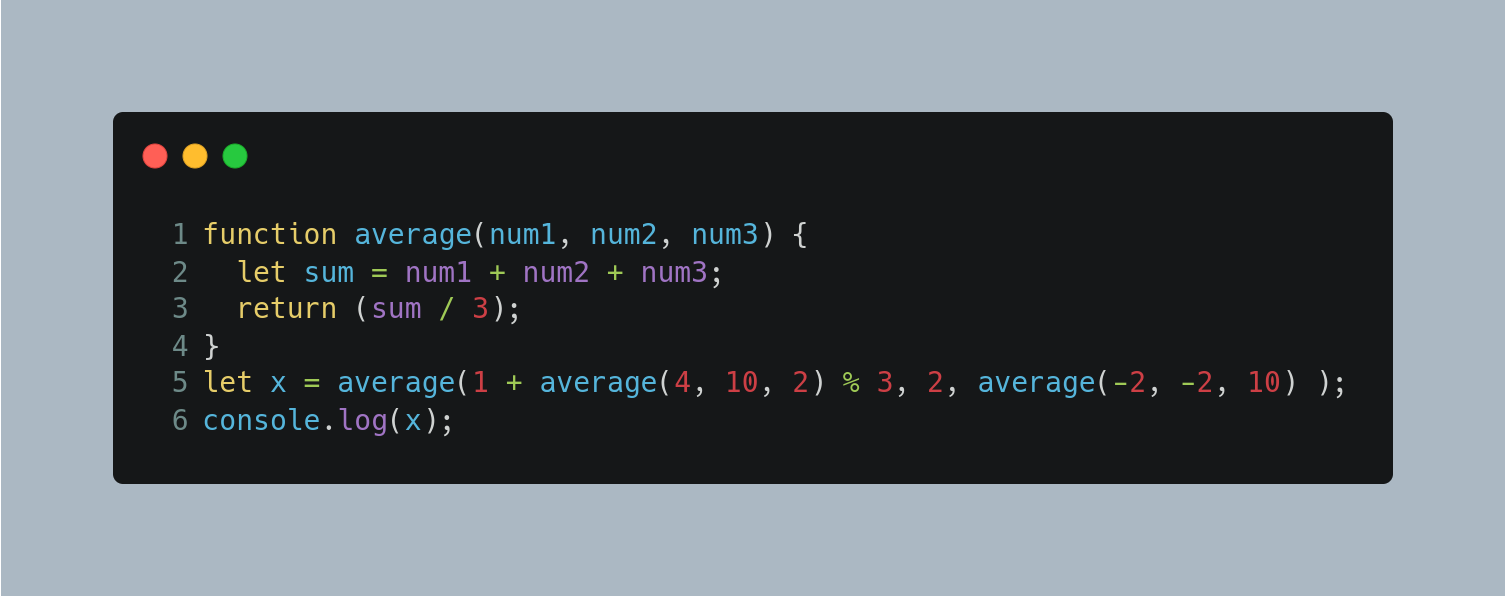 1 function average(num1, num2, num3) {
2   let sum = num1 + num2 + num3;
3   return (sum / 3);
4 }
5 let x = average(1 + average(4, 10, 2) % 3, 2, average(-2, -2, 10) );
6 console.log(x);